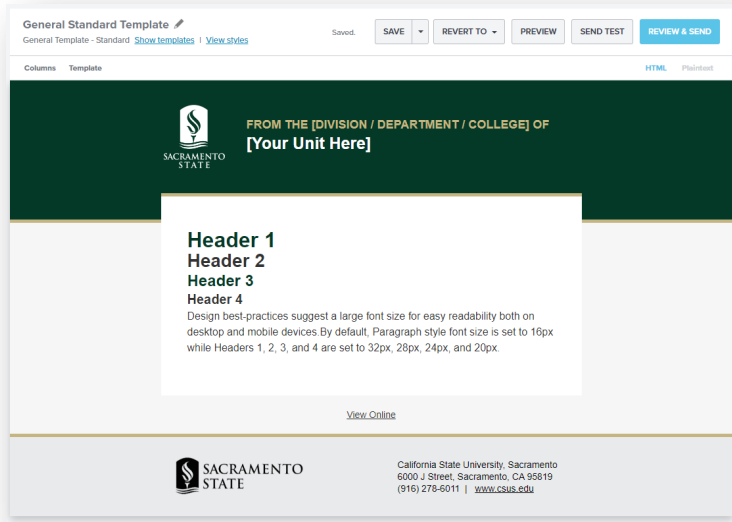 General Standard Template
General Template - Standard Show templates | View styles
Saved.
SAVE
REVERT TO
PREVIEW
SEND TEST
REVIEW & SEND
Columns Template
HTML Plaintext
SACRAMENTO
STATE
FROM THE [DIVISION / DEPARTMENT / COLLEGE] OF
[Your Unit Here]
Header 1
Header 2
Header 3
Header 4
Design best-practices suggest a large font size for easy readability both on
desktop and mobile devices.By default, Paragraph style font size is set to 16px
while Headers 1, 2, 3, and 4 are set to 32px, 28px, 24px, and 20px.
View Online
SACRAMENTO
STATE
California State University, Sacramento
6000 J Street, Sacramento, CA 95819
(916) 278-6011 | www.csus.edu